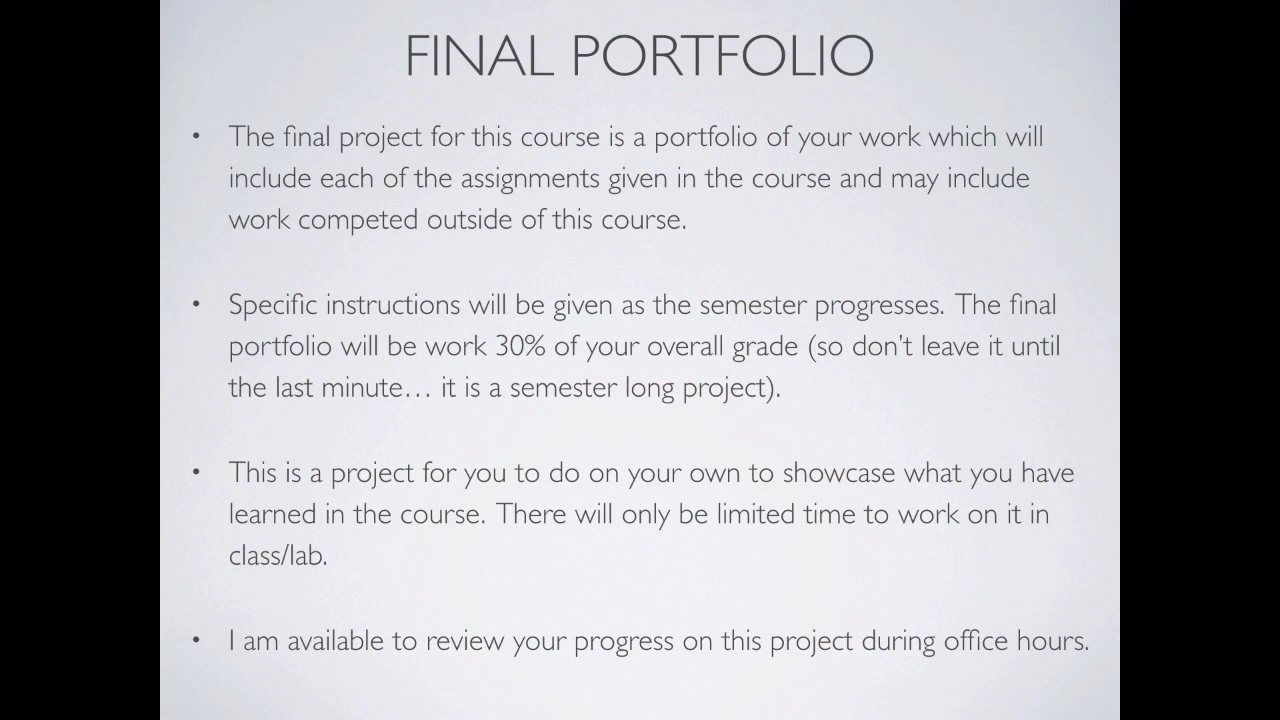 FINAL PORTFOLIO
• The final project for this course is a portfolio of your work which will
include each of the assignments given in the course and may include
work competed outside of this course.
• Specific instructions will be given as the semester progresses. The final
portfolio will be work 30% of your overall grade (so don't leave it until
the last minute… it is a semester long project).
• This is a project for you to do on your own to showcase what you have
learned in the course. There will only be limited time to work on it in
class/lab.
• I am available to review your progress on this project during office hours.